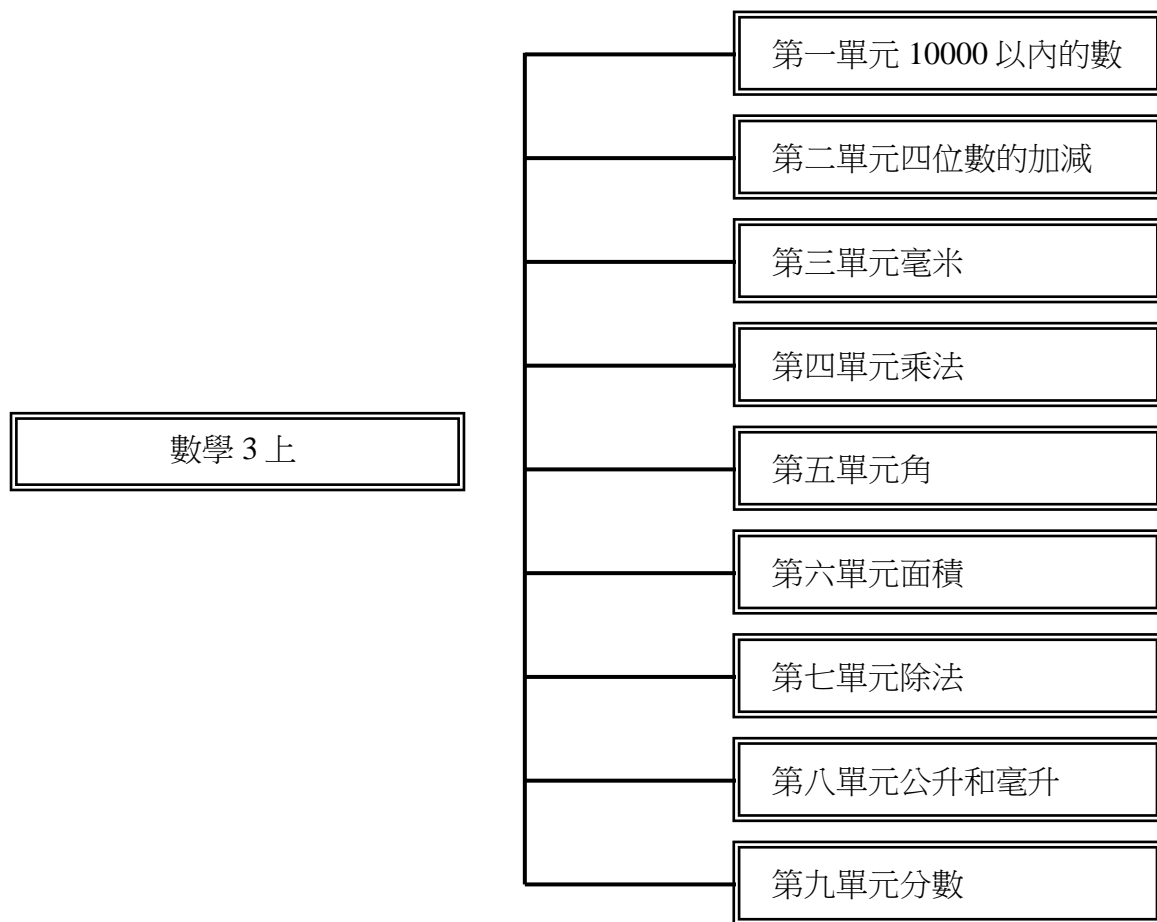 第一單元 10000 以內的數
第二單元四位數的加減
第三單元毫米
第四單元乘法
數學 3 上
第五單元角
第六單元面積
第七單元除法
第八單元公升和毫升
第九單元分數